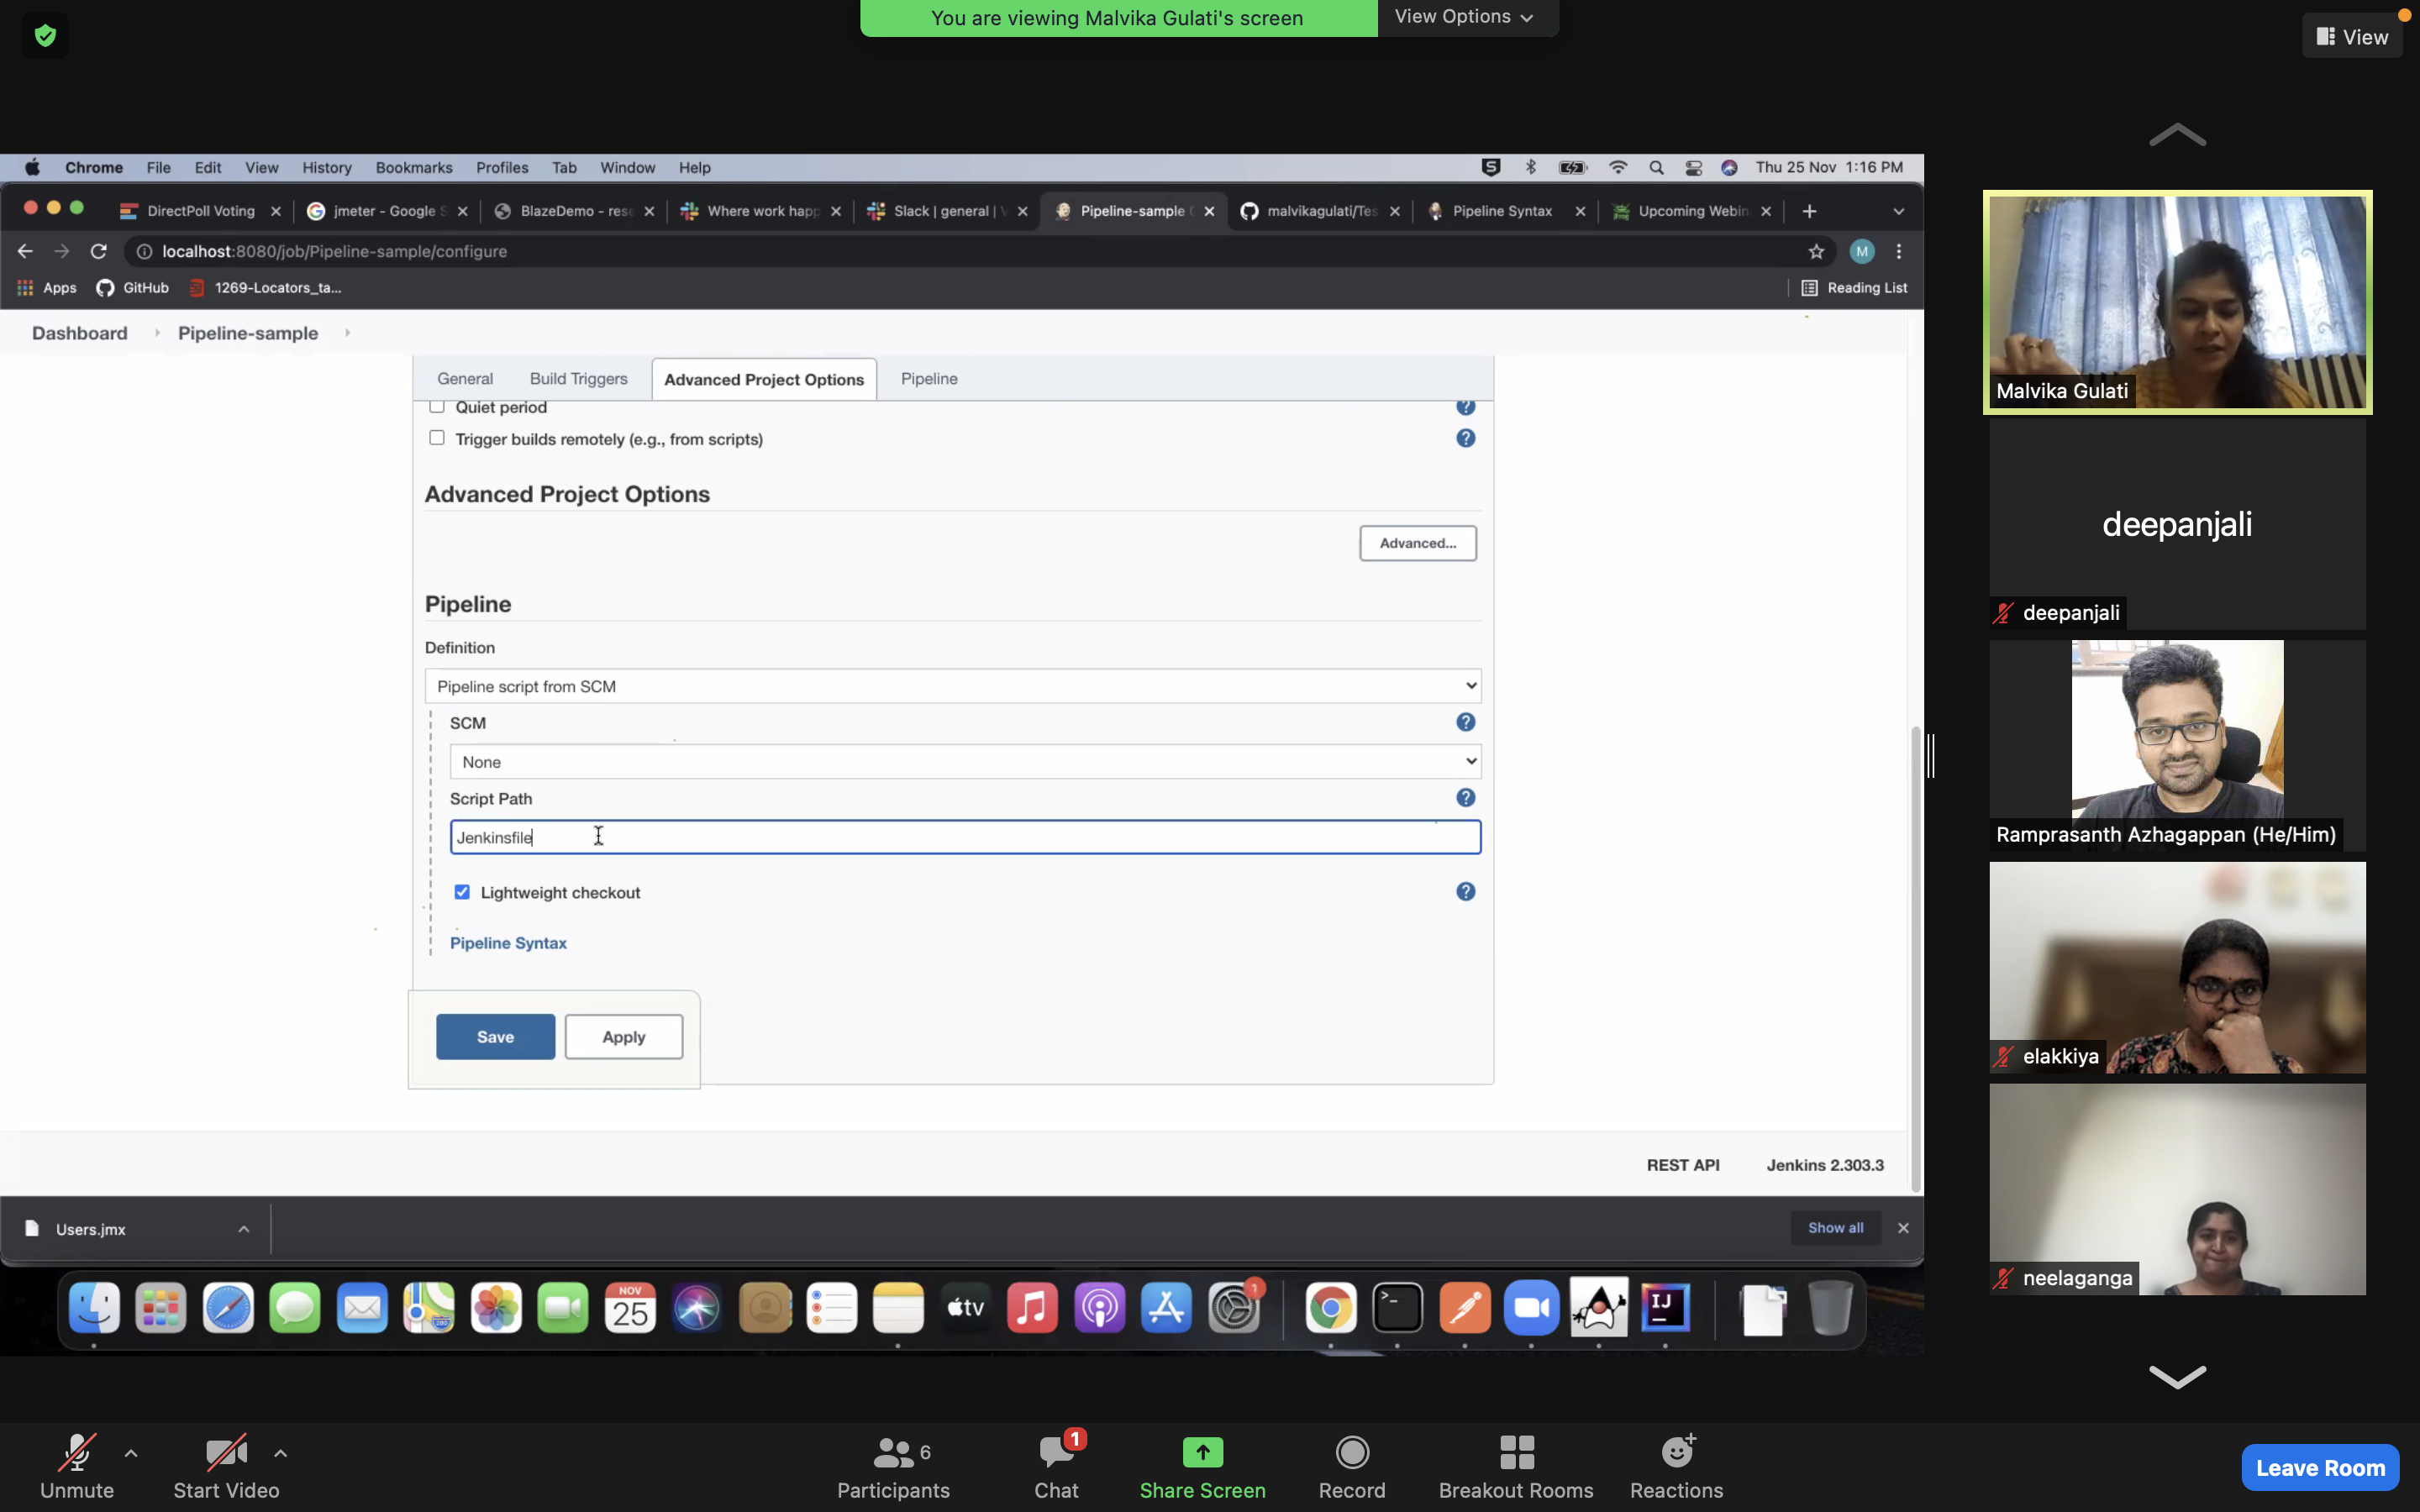 You are viewing Malvika Gulati's screen
View Options
View
Chrome File Edit View History Bookmarks Profiles Tab Window Help
Thu 25 Nov 1:16 PM
DirectPoll Voting
jmeter - Google S
BlazeDemo - rese
Where work happ
Slack | general |
Pipeline-sample
malvikagulati/Tes
Pipeline Syntax
Upcoming Webin
localhost:8080/job/Pipeline-sample/configure
M
Apps
GitHub
1269-Locators_ta...
Reading List
Dashboard
Pipeline-sample
General
Build Triggers
Advanced Project Options
Pipeline
Quiet period
?
Trigger builds remotely (e.g., from scripts)
?
Advanced Project Options
Advanced...
Pipeline
Definition
Pipeline script from SCM
SCM
?
None
Script Path
?
Jenkinsfile
Lightweight checkout
?
Pipeline Syntax
Save
Apply
REST API
Jenkins 2.303.3
Users.jmx
Show all
NOV
25
tv
1
IJ
Malvika Gulati
deepanjali
deepanjali
Ramprasanth Azhagappan (He/Him)
elakkiya
neelaganga
Unmute
Start Video
6
Participants
1
Chat
Share Screen
Record
Breakout Rooms
Reactions
Leave Room